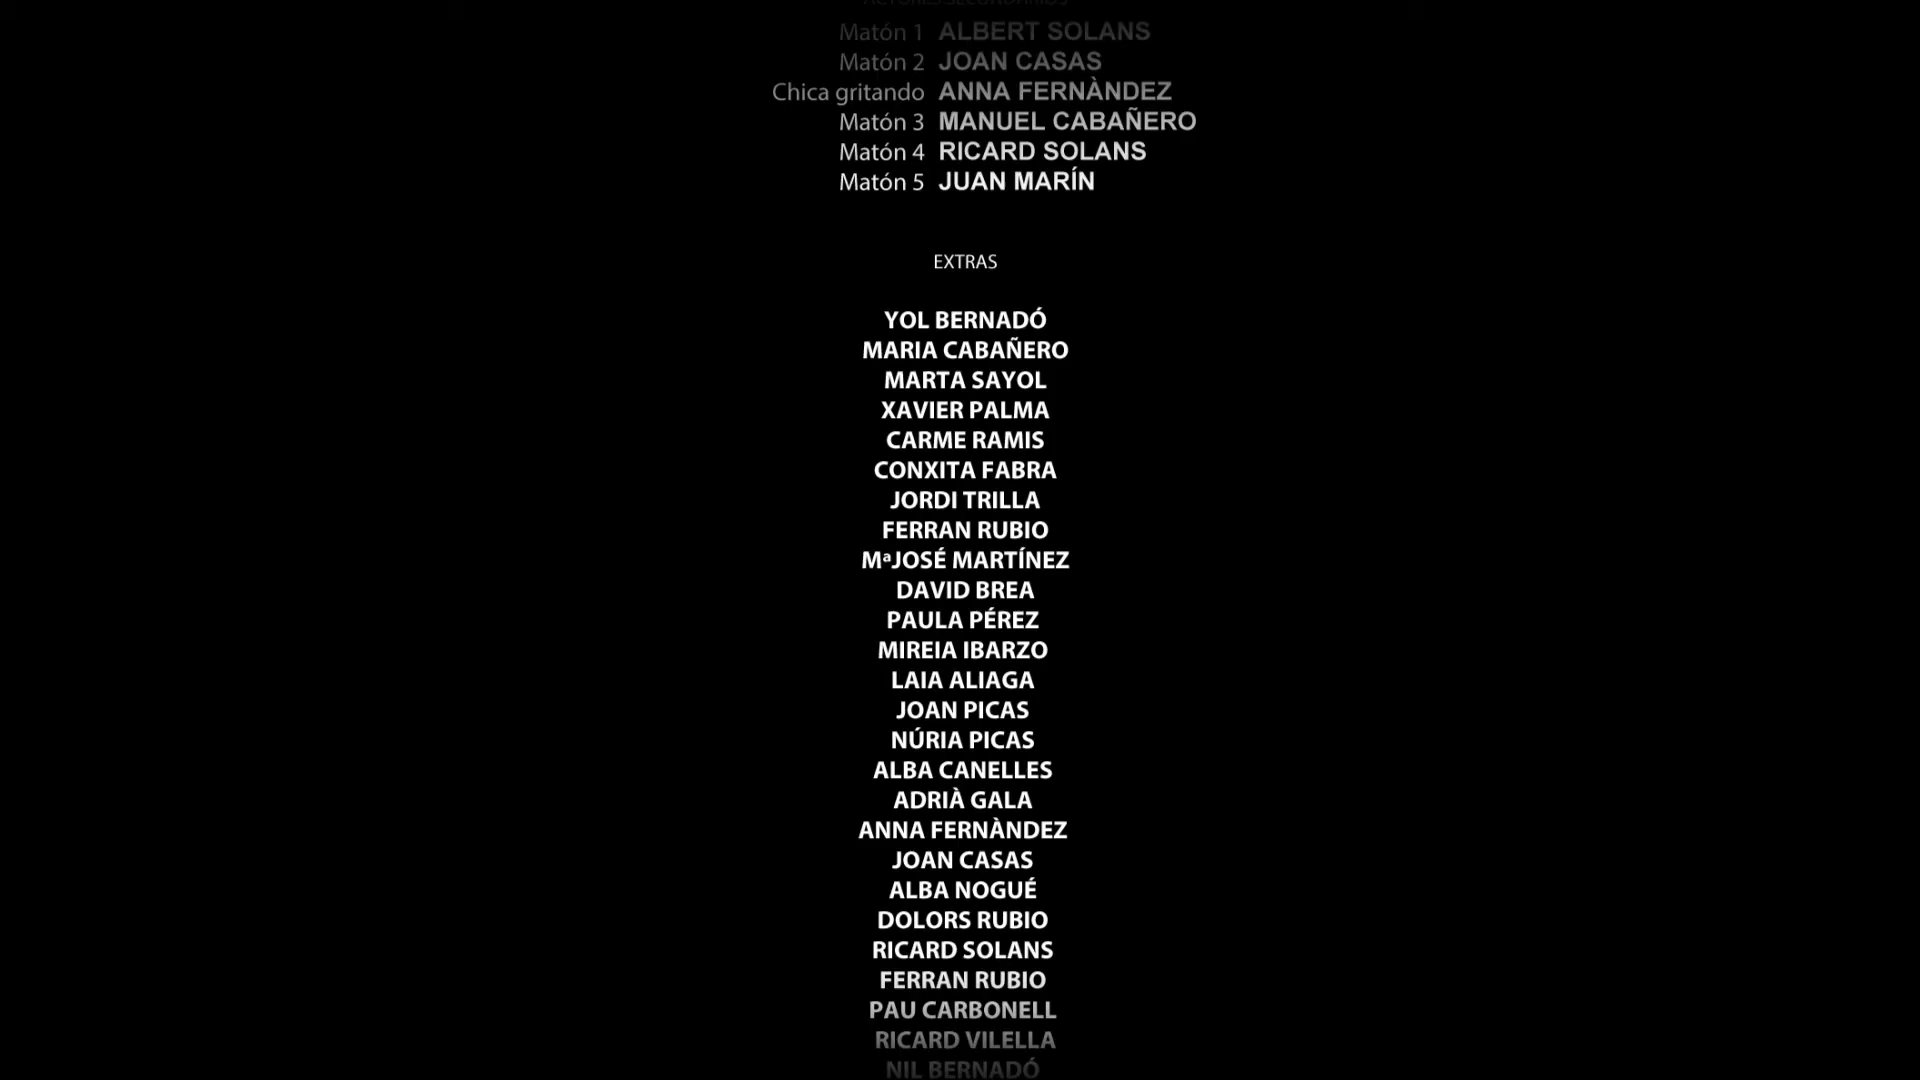 ACTORES SECUNDARIOS
Matón 1 ALBERT SOLANS
Matón 2 JOAN CASAS
Chica gritando ANNA FERNÀNDEZ
Matón 3 MANUEL CABAÑERO
Matón 4 RICARD SOLANS
Matón 5 JUAN MARÍN
EXTRAS
YOL BERNADÓ
MARIA CABAÑERO
MARTA SAYOL
XAVIER PALMA
CARME RAMIS
CONXITA FABRA
JORDI TRILLA
FERRAN RUBIO
MªJOSÉ MARTÍNEZ
DAVID BREA
PAULA PÉREZ
MIREIA IBARZO
LAIA ALIAGA
JOAN PICAS
NÚRIA PICAS
ALBA CANELLES
ADRIÀ GALA
ANNA FERNÀNDEZ
JOAN CASAS
ALBA NOGUÉ
DOLORS RUBIO
RICARD SOLANS
FERRAN RUBIO
PAU CARBONELL
RICARD VILELLA
NIL BERNADÓ